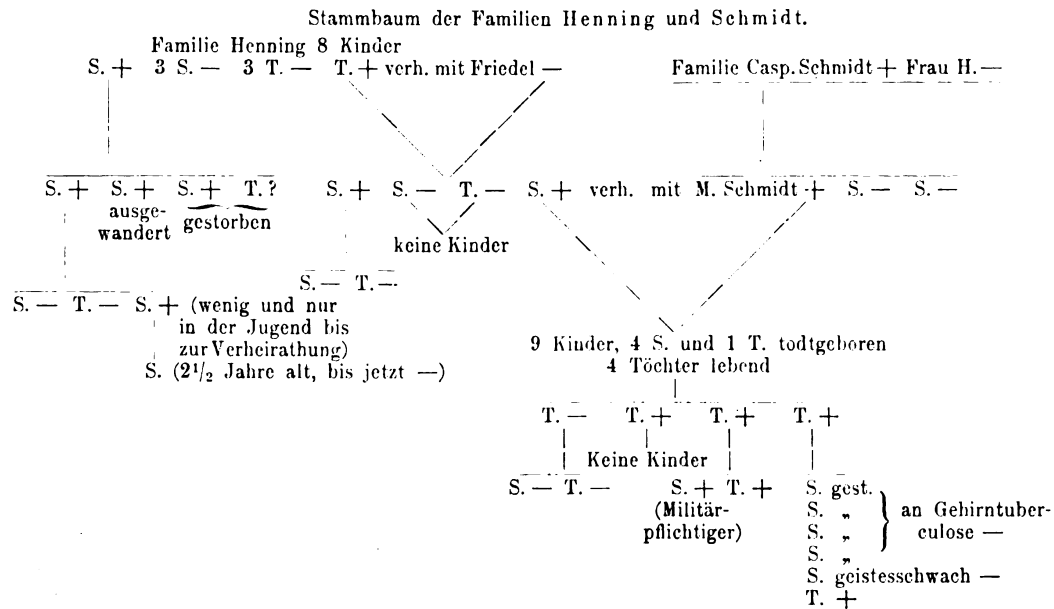 Stammbaum der Familien Henning und Schmidt.
Familie Henning 8 Kinder
S. + 3 S. — 3 T. — T. + verh. mit Friedel —
Familie Casp. Schmidt + Frau H. —
S. + S. + S. + T. ?
S. + S. — T. — S. + verh. mit M. Schmidt + S. — S. —
ausge-
wandert
gestorben
keine Kinder
S. — T. —
S. — T. — S. + (wenig und nur
in der Jugend bis
zur Verheirathung)
S. (2 1/2 Jahre alt, bis jetzt —)
9 Kinder, 4 S. und 1 T. todtgeboren
4 Töchter lebend
T. — T. + T. + T. +
Keine Kinder
S. — T. —
S. + T. +
(Militär-
pflichtiger)
S. gest.
S. „
S. „
S. „
an Gehirntuber-
culose —
S. geistesschwach —
T. +